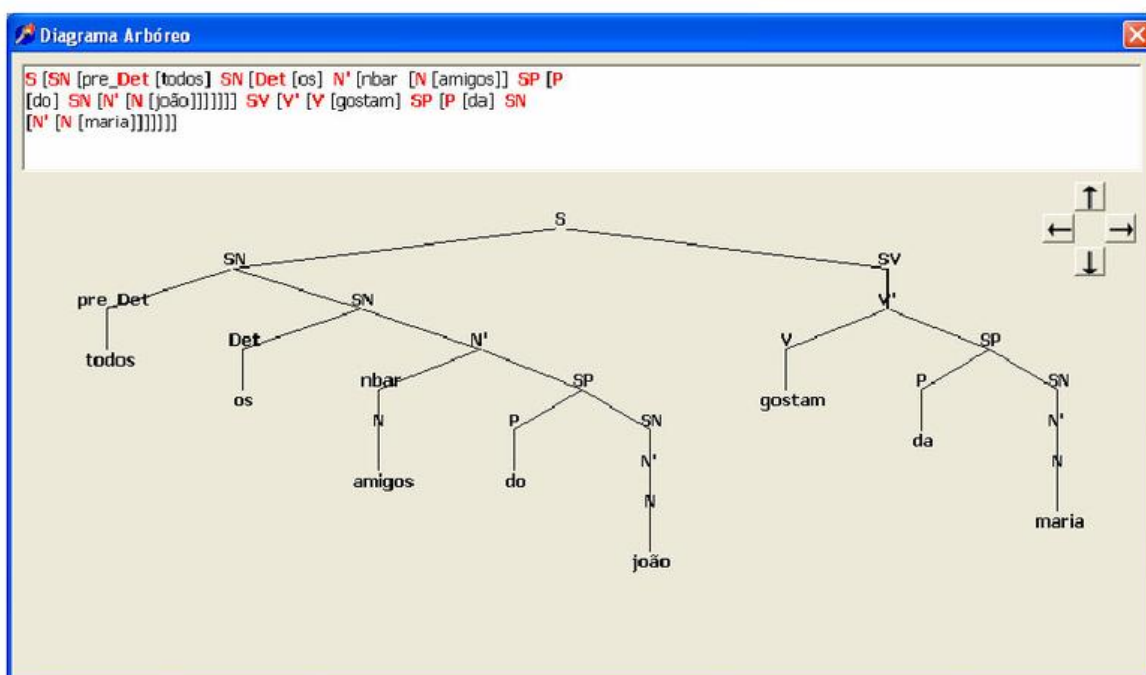 Diagrama Arbóreo
S [SN [pre_Det [todos] SN [Det [os] N' [nbar [N [amigos]] SP [P
[do] SN [N' [N [joão]]]]]]] SV [V' [V [gostam] SP [P [da] SN
[N' [N [maria]]]]]]]
S
SN SV
pre_Det SN V'
todos Det N' V SP
os nbar SP gostam P SN
N P SN da N'
amigos do N' N
N maria
joão